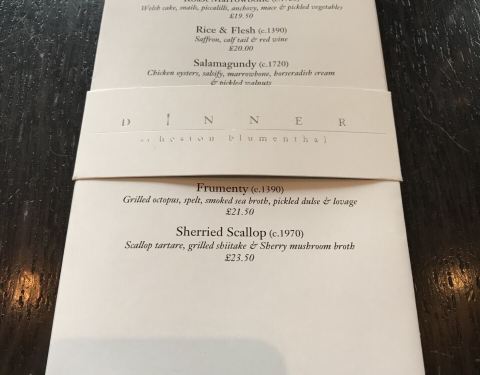 Roast Marrowbone (c.1720)
Welsh cake, snails, piccalilli, anchovy, mace & pickled vegetables
£19.50
Rice & Flesh (c.1390)
Saffron, calf tail & red wine
£20.00
Salamagundy (c.1720)
Chicken oysters, salsify, marrowbone, horseradish cream
& pickled walnuts
DINNER
heston blumenthal
Frumenty (c.1390)
Grilled octopus, spelt, smoked sea broth, pickled dulse & lovage
£21.50
Sherried Scallop (c.1970)
Scallop tartare, grilled shiitake & Sherry mushroom broth
£23.50